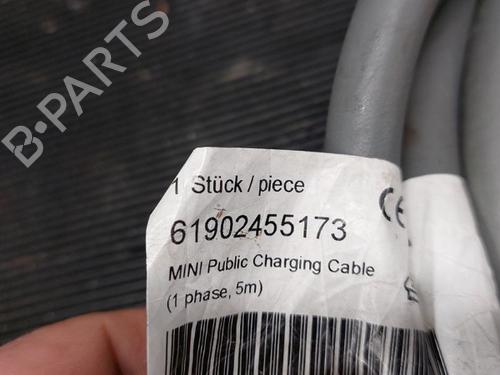 B-PARTS
1 Stück / piece
61902455173
CE
MINI Public Charging Cable
(1 phase, 5m)